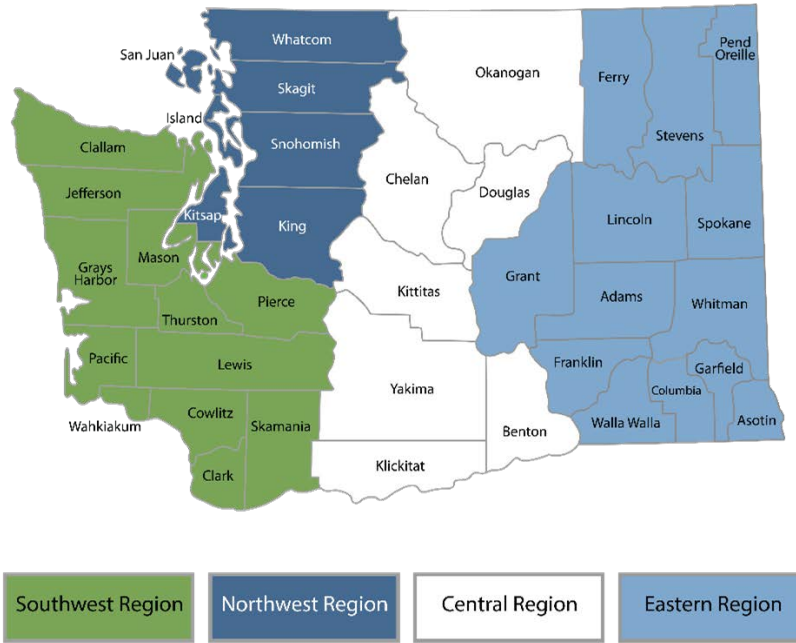 Whatcom
San Juan
Skagit
Island
Snohomish
Clallam
Jefferson
Kitsap
King
Mason
Grays
Harbor
Pierce
Thurston
Pacific
Lewis
Wahkiakum
Cowlitz
Skamania
Clark
Okanogan
Chelan
Douglas
Kittitas
Yakima
Benton
Klickitat
Ferry
Pend
Oreille
Stevens
Lincoln
Spokane
Grant
Adams
Whitman
Franklin
Garfield
Columbia
Walla Walla
Asotin
Southwest Region
Northwest Region
Central Region
Eastern Region